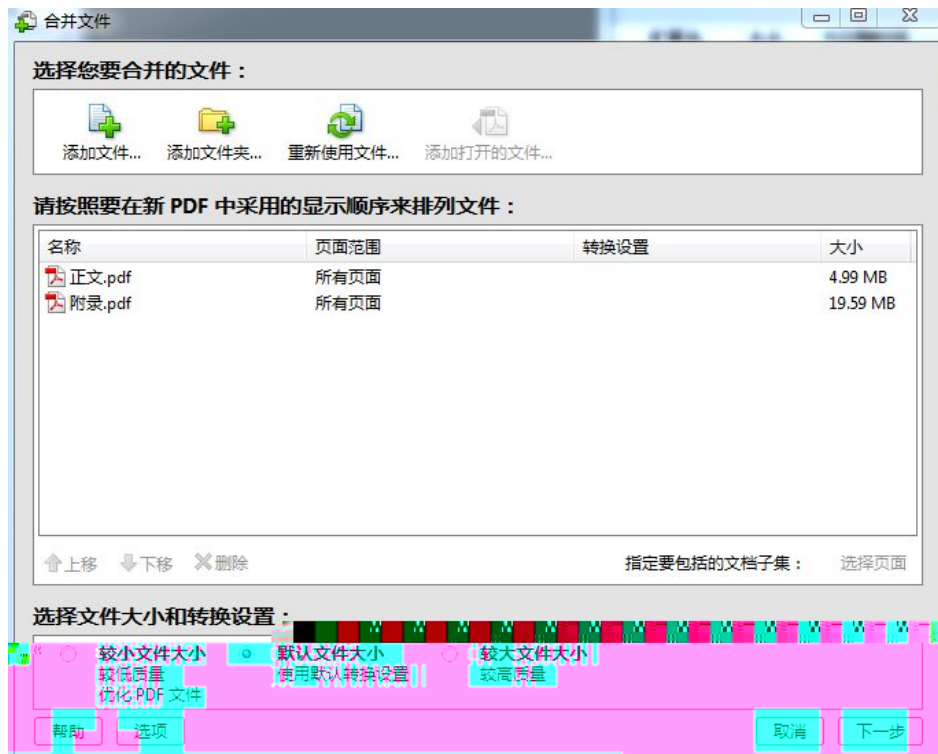 合并文件
选择您要合并的文件：
添加文件... 添加文件夹... 重新使用文件... 添加打开的文件...
请按照要在新 PDF 中采用的显示顺序来排列文件：
名称 页面范围 转换设置 大小
正文.pdf 所有页面 4.99 MB
附录.pdf 所有页面 19.59 MB
上移 下移 删除 指定要包括的文档子集： 选择页面
选择文件大小和转换设置：
较小文件大小 默认文件大小 较大文件大小
较低质量 使用默认转换设置 较高质量
优化 PDF 文件
帮助 选项 取消 下一步